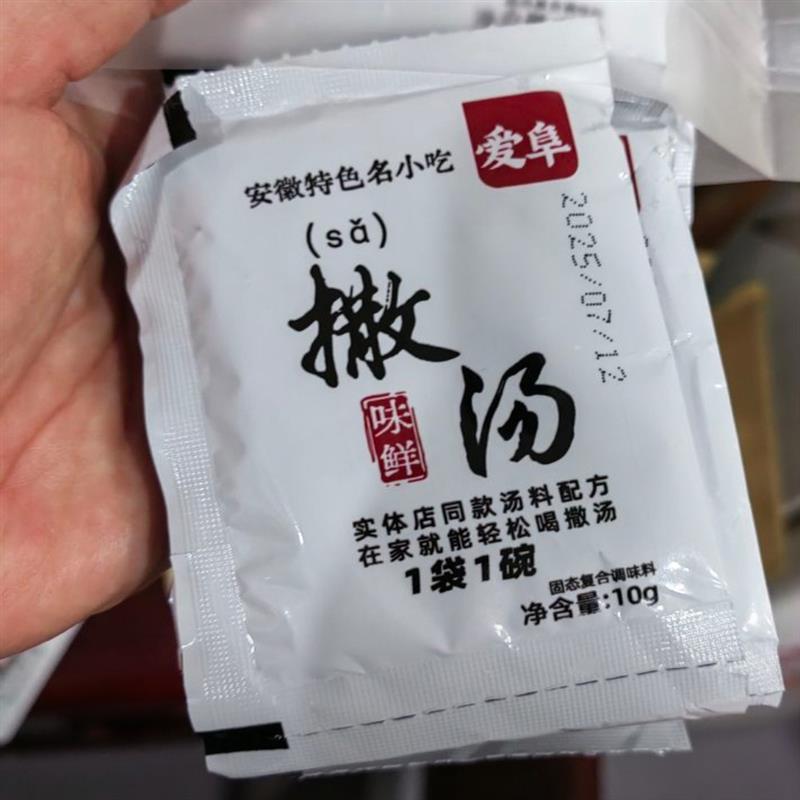 爱阜
安徽特色名小吃
(sǎ)
撒汤
味鲜
2025/07/12
实体店同款汤料配方
在家就能轻松喝撒汤
1袋1碗
固态复合调味料
净含量:10g